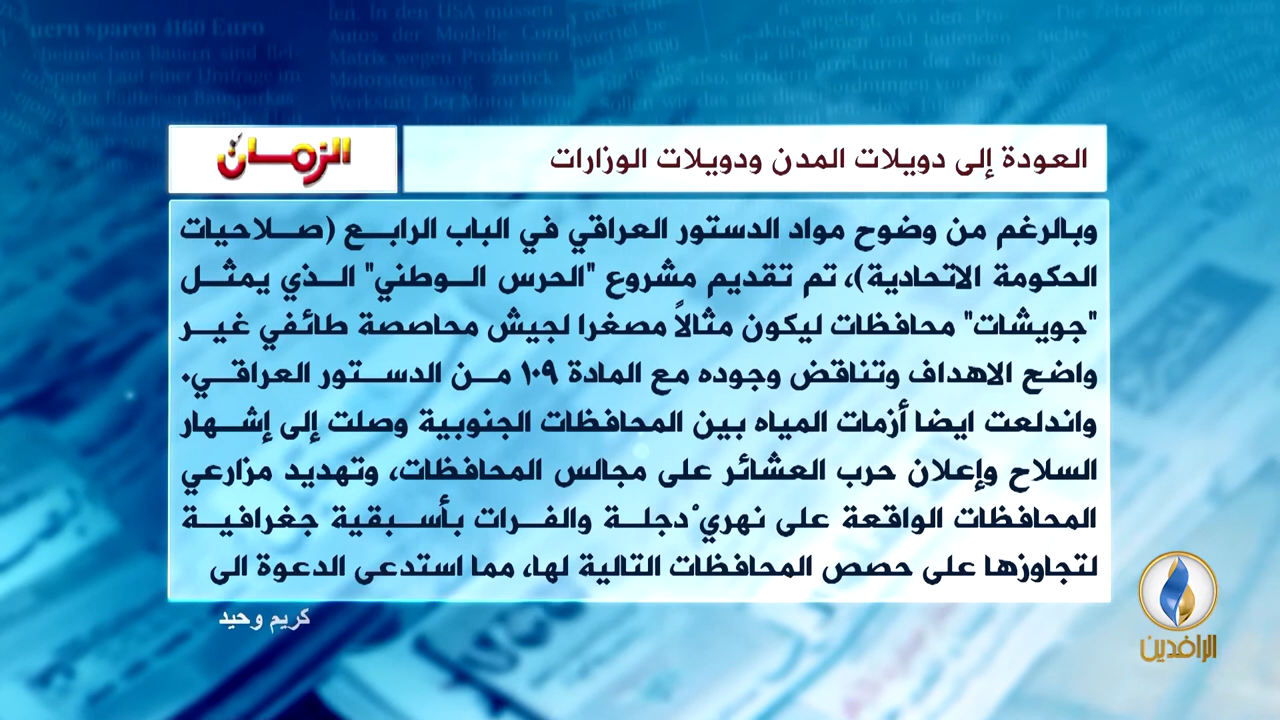 العودة إلى دويلات المدن ودويلات الوزارات
الزمان
وبالرغم من وضوح مواد الدستور العراقي في الباب الرابع (صلاحيات
الحكومة الاتحادية)، تم تقديم مشروع "الحرس الوطني" الذي يمثل
"جويشات" محافظات ليكون مثالاً مصغرا لجيش محاصصة طائفي غير
واضح الاهداف وتناقض وجوده مع المادة ١٠٩ من الدستور العراقي.
واندلعت ايضا أزمات المياه بين المحافظات الجنوبية وصلت إلى إشهار
السلاح وإعلان حرب العشائر على مجالس المحافظات، وتهديد مزارعي
المحافظات الواقعة على نهريْ دجلة والفرات بأسبقية جغرافية
لتجاوزها على حصص المحافظات التالية لها، مما استدعى الدعوة الى
كريم وحيد
الرافدين